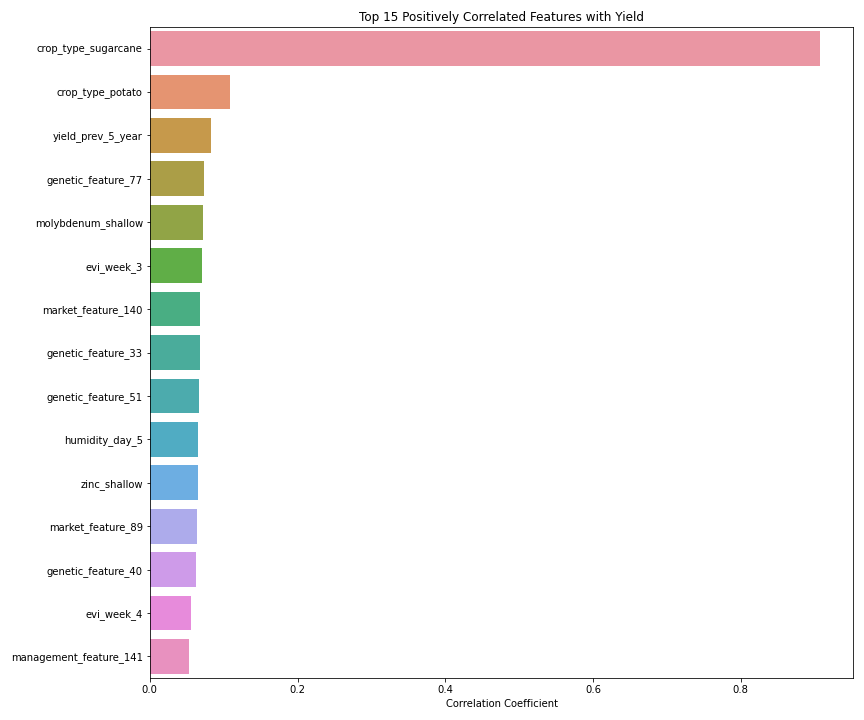 Top 15 Positively Correlated Features with Yield
crop_type_sugarcane
crop_type_potato
yield_prev_5_year
genetic_feature_77
molybdenum_shallow
evi_week_3
market_feature_140
genetic_feature_33
genetic_feature_51
humidity_day_5
zinc_shallow
market_feature_89
genetic_feature_40
evi_week_4
management_feature_141
0.0 0.2 0.4 0.6 0.8
Correlation Coefficient